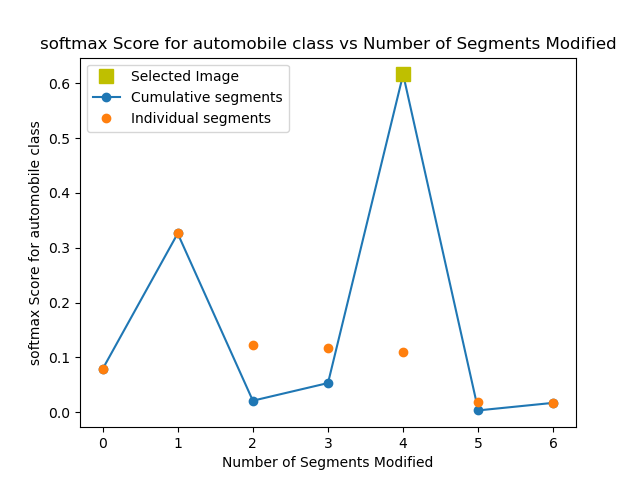 softmax Score for automobile class vs Number of Segments Modified
Selected Image
Cumulative segments
Individual segments
softmax Score for automobile class
0.6
0.5
0.4
0.3
0.2
0.1
0.0
0 1 2 3 4 5 6
Number of Segments Modified